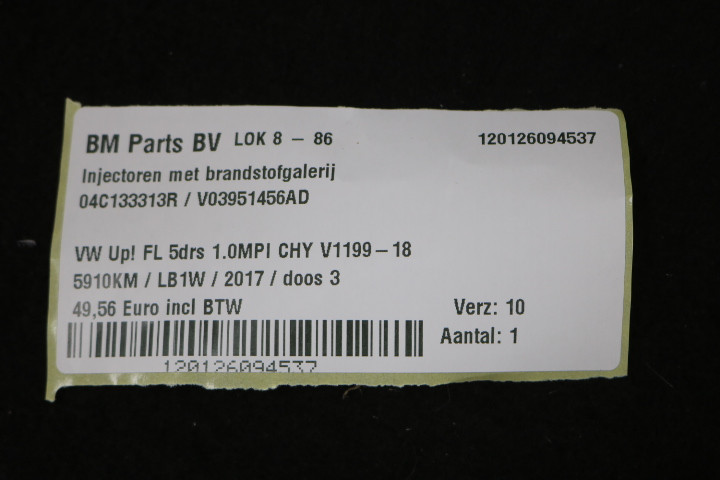 BM Parts BV LOK 8 - 86 120126094537
Injectoren met brandstofgalerij
04C133313R / V03951456AD
VW Up! FL 5drs 1.0MPI CHY V1199-18
5910KM / LB1W / 2017 / doos 3
49,56 Euro incl BTW Verz: 10
Aantal: 1
120126094537